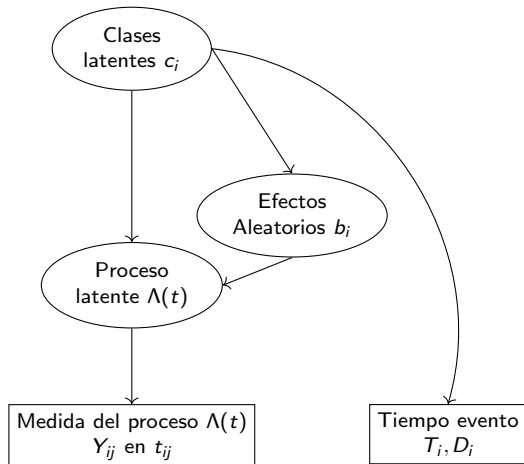 Clases
latentes c_i
Efectos
Aleatorios b_i
Proceso
latente Λ(t)
Medida del proceso Λ(t)
Y_ij en t_ij
Tiempo evento
T_i, D_i